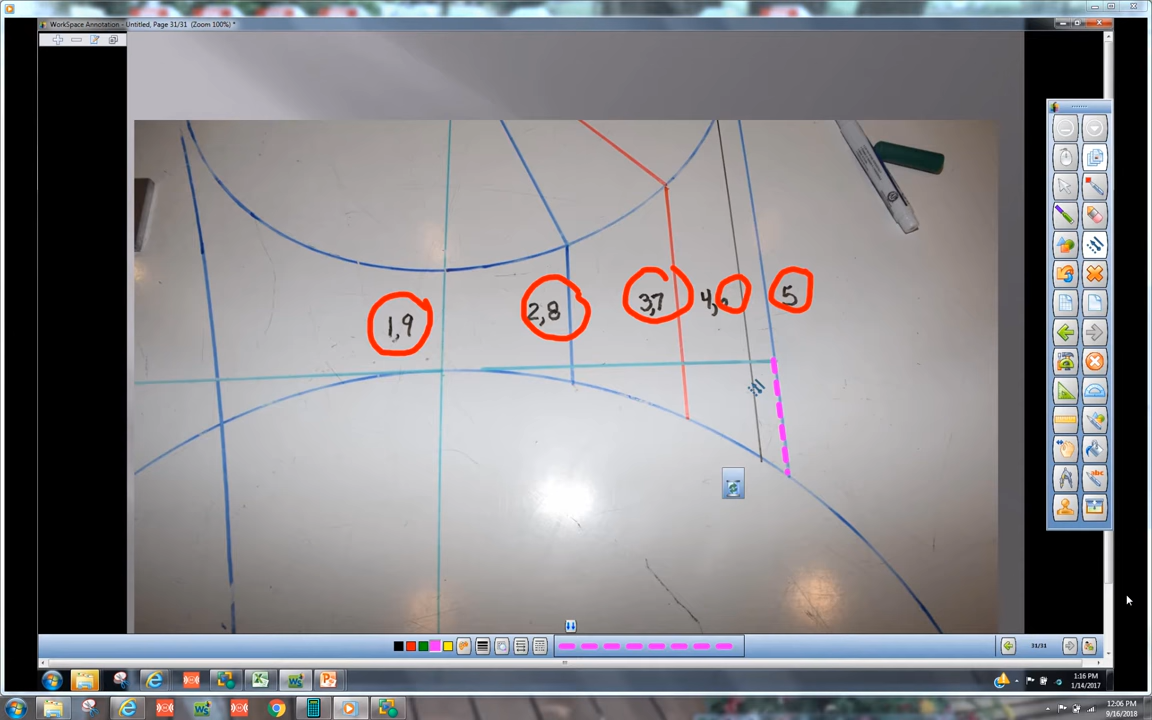 WorkSpace Annotation - Untitled, Page 31/31 (Zoom 100%) *
1,9
2,8
3,7
4,
5
31/31
1:16 PM
1/14/2017
12:06 PM
9/16/2018